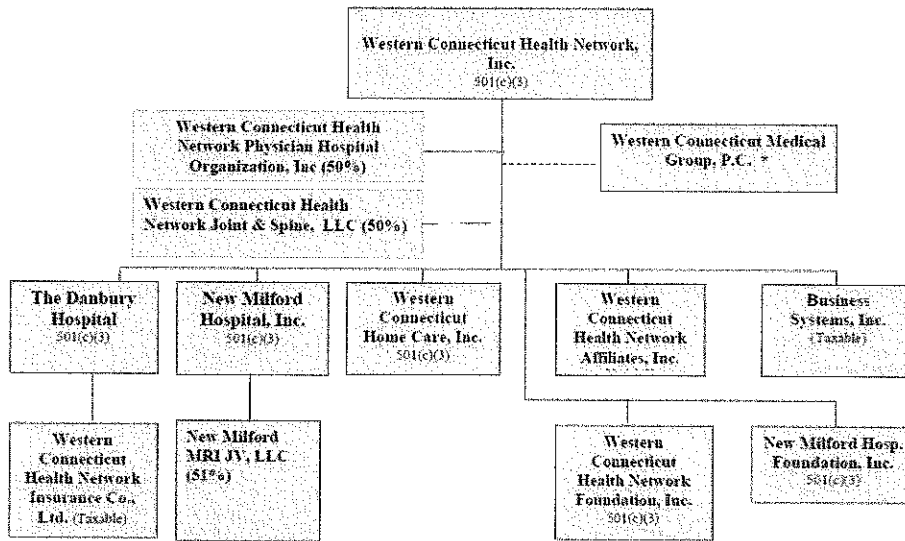 Western Connecticut Health Network,
Inc.
501(c)(3)
Western Connecticut Health
Network Physician Hospital
Organization, Inc (50%)
Western Connecticut Medical
Group, P.C. *
Western Connecticut Health
Network Joint & Spine, LLC (50%)
The Danbury
Hospital
501(c)(3)
New Milford
Hospital, Inc.
501(c)(3)
Western
Connecticut
Home Care, Inc.
501(c)(3)
Western
Connecticut
Health Network
Affiliates, Inc.
Business
Systems, Inc.
(Taxable)
Western
Connecticut
Health Network
Insurance Co.,
Ltd. (Taxable)
New Milford
MRI JV, LLC
(51%)
Western
Connecticut
Health Network
Foundation, Inc.
501(c)(3)
New Milford Hosp.
Foundation, Inc.
501(c)(3)